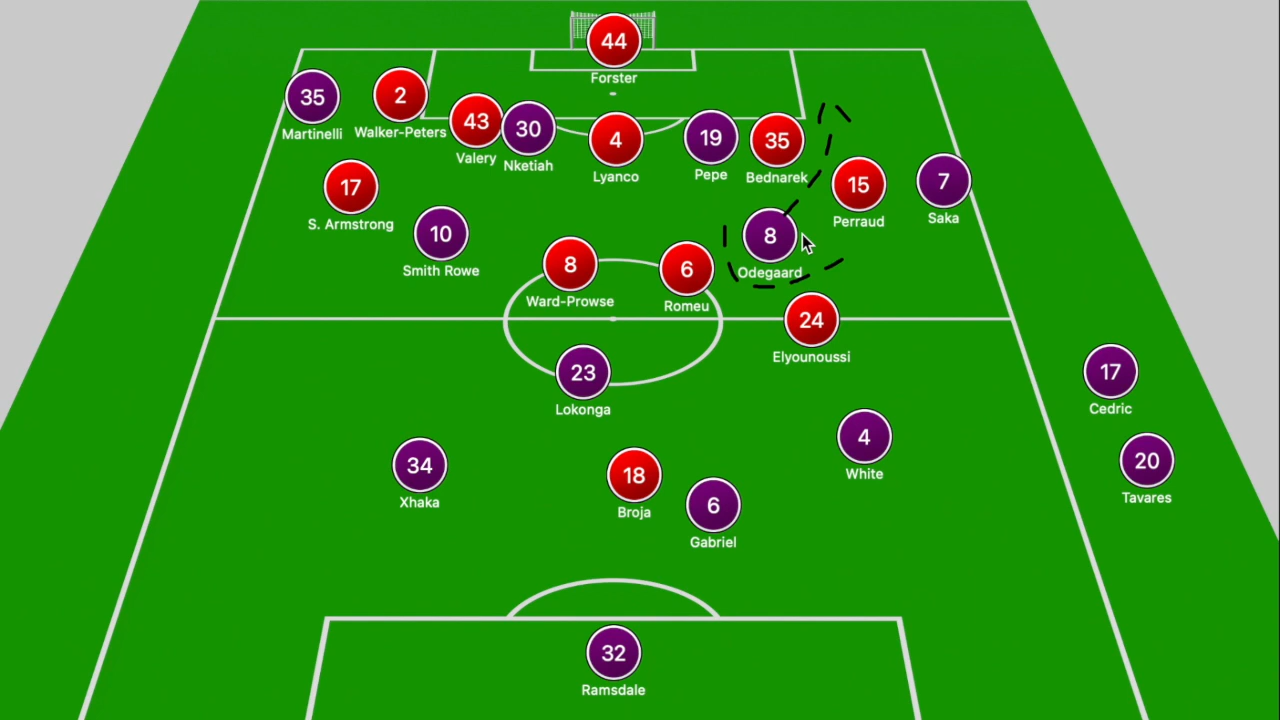 44
Forster
35
Martinelli
2
Walker-Peters
43
Valery
30
Nketiah
4
Lyanco
19
Pepe
35
Bednarek
17
S. Armstrong
15
Perraud
7
Saka
10
Smith Rowe
8
Odegaard
8
Ward-Prowse
6
Romeu
24
Elyounoussi
23
Lokonga
17
Cedric
4
White
34
Xhaka
18
Broja
6
Gabriel
20
Tavares
32
Ramsdale